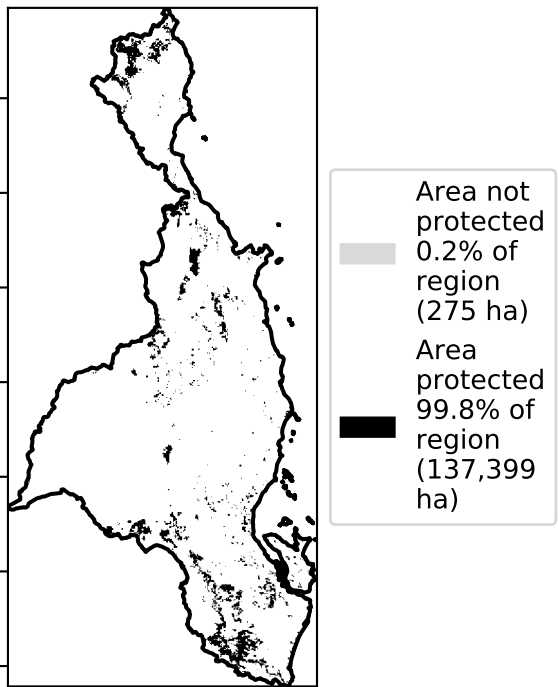 Area not
protected
0.2% of
region
(275 ha)
Area
protected
99.8% of
region
(137,399
ha)